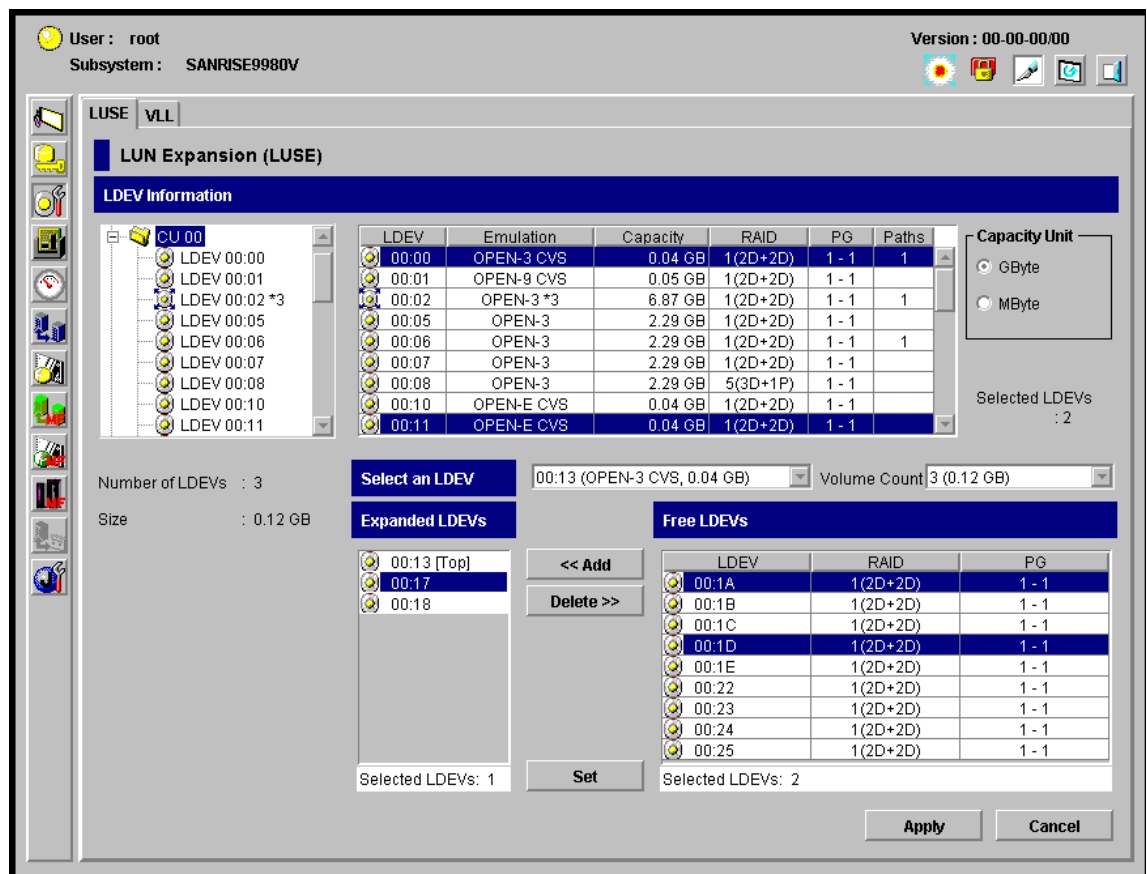 User : root
Version : 00-00-00/00
Subsystem : SANRISE9980V
LUSE VLL
LUN Expansion (LUSE)
LDEV Information
CU 00
LDEV 00:00
LDEV 00:01
LDEV 00:02 *3
LDEV 00:05
LDEV 00:06
LDEV 00:07
LDEV 00:08
LDEV 00:10
LDEV 00:11
LDEV Emulation Capacity RAID PG Paths
00:00 OPEN-3 CVS 0.04 GB 1(2D+2D) 1 - 1 1
00:01 OPEN-9 CVS 0.05 GB 1(2D+2D) 1 - 1
00:02 OPEN-3 *3 6.87 GB 1(2D+2D) 1 - 1 1
00:05 OPEN-3 2.29 GB 1(2D+2D) 1 - 1
00:06 OPEN-3 2.29 GB 1(2D+2D) 1 - 1 1
00:07 OPEN-3 2.29 GB 1(2D+2D) 1 - 1
00:08 OPEN-3 2.29 GB 5(3D+1P) 1 - 1
00:10 OPEN-E CVS 0.04 GB 1(2D+2D) 1 - 1
00:11 OPEN-E CVS 0.04 GB 1(2D+2D) 1 - 1
Capacity Unit
GByte
MByte
Selected LDEVs
: 2
Number of LDEVs : 3
Size : 0.12 GB
Select an LDEV 00:13 (OPEN-3 CVS, 0.04 GB) Volume Count 3 (0.12 GB)
Expanded LDEVs
00:13 [Top]
00:17
00:18
Selected LDEVs: 1
<< Add
Delete >>
Set
Free LDEVs
LDEV RAID PG
00:1A 1(2D+2D) 1 - 1
00:1B 1(2D+2D) 1 - 1
00:1C 1(2D+2D) 1 - 1
00:1D 1(2D+2D) 1 - 1
00:1E 1(2D+2D) 1 - 1
00:22 1(2D+2D) 1 - 1
00:23 1(2D+2D) 1 - 1
00:24 1(2D+2D) 1 - 1
00:25 1(2D+2D) 1 - 1
Selected LDEVs: 2
Apply Cancel
MF
MF
MF